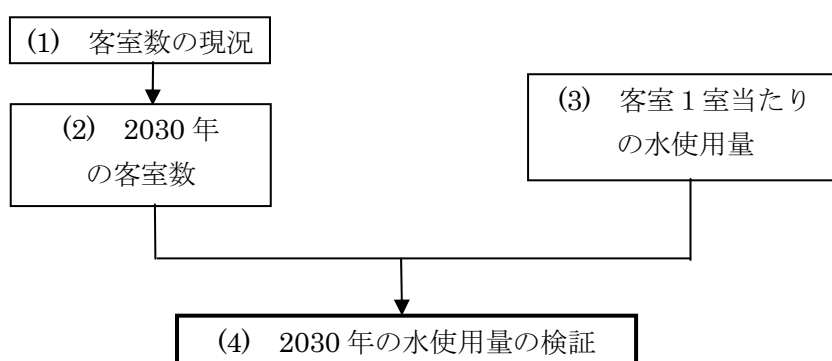 (1) 客室数の現況
(2) 2030 年
の客室数
(3) 客室 1 室当たり
の水使用量
(4) 2030 年の水使用量の検証